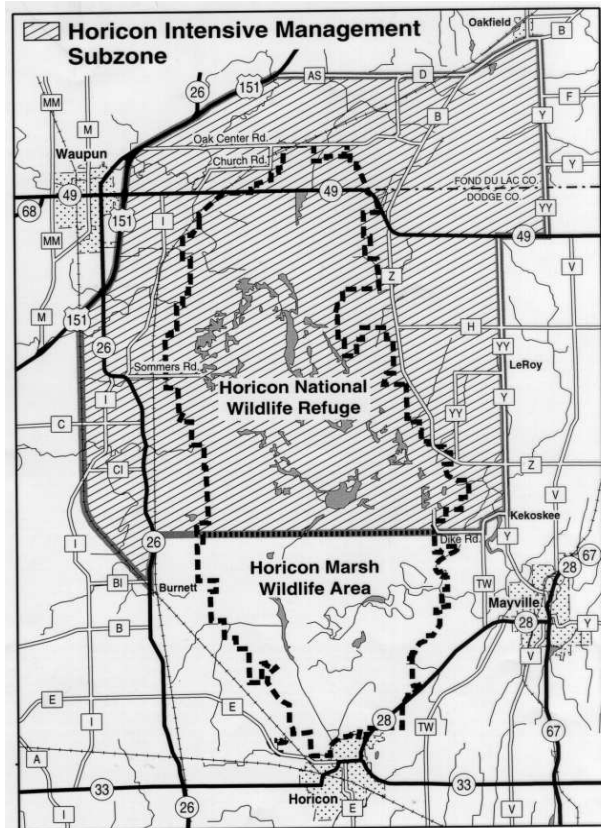 Horicon Intensive Management
Subzone
Oakfield
B
26
151
AS
D
MM
M
F
B
Y
Oak Center Rd.
Waupun
Church Rd.
Y
49
49
FOND DU LAC CO.
DODGE CO.
68
151
I
YY
49
MM
Z
V
M
151
H
26
YY
Sommers Rd.
LeRoy
Horicon National
Wildlife Refuge
I
Y
C
YY
CI
Z
V
Kekoskee
26
Dike Rd.
Y
I
67
Horicon Marsh
Wildlife Area
28
BI
Burnett
TW
Mayville
B
28
Y
V
E
I
E
28
TW
67
A
33
33
Horicon
I
26
E
V